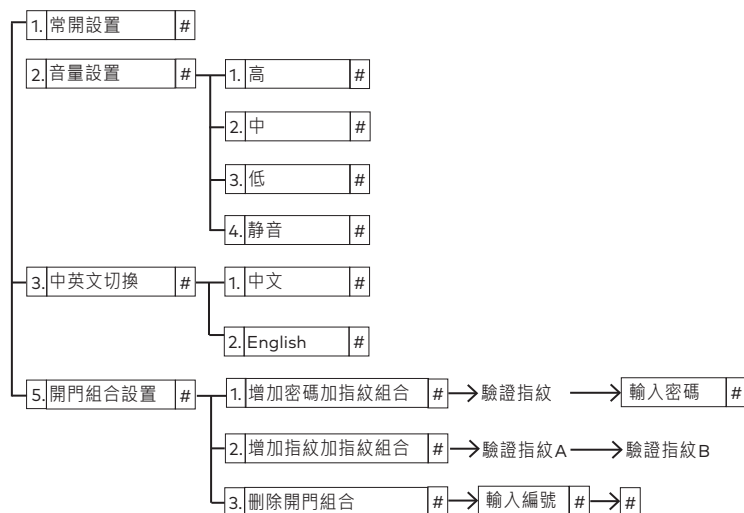 1. 常開設置 #
2. 音量設置 # 1. 高 #
2. 中 #
3. 低 #
4. 静音 #
3. 中英文切換 # 1. 中文 #
2. English #
5. 開門組合設置 # 1. 增加密碼加指紋組合 # 驗證指紋 輸入密碼 #
2. 增加指紋加指紋組合 # 驗證指紋A 驗證指紋B
3. 刪除開門組合 # 輸入編號 # #